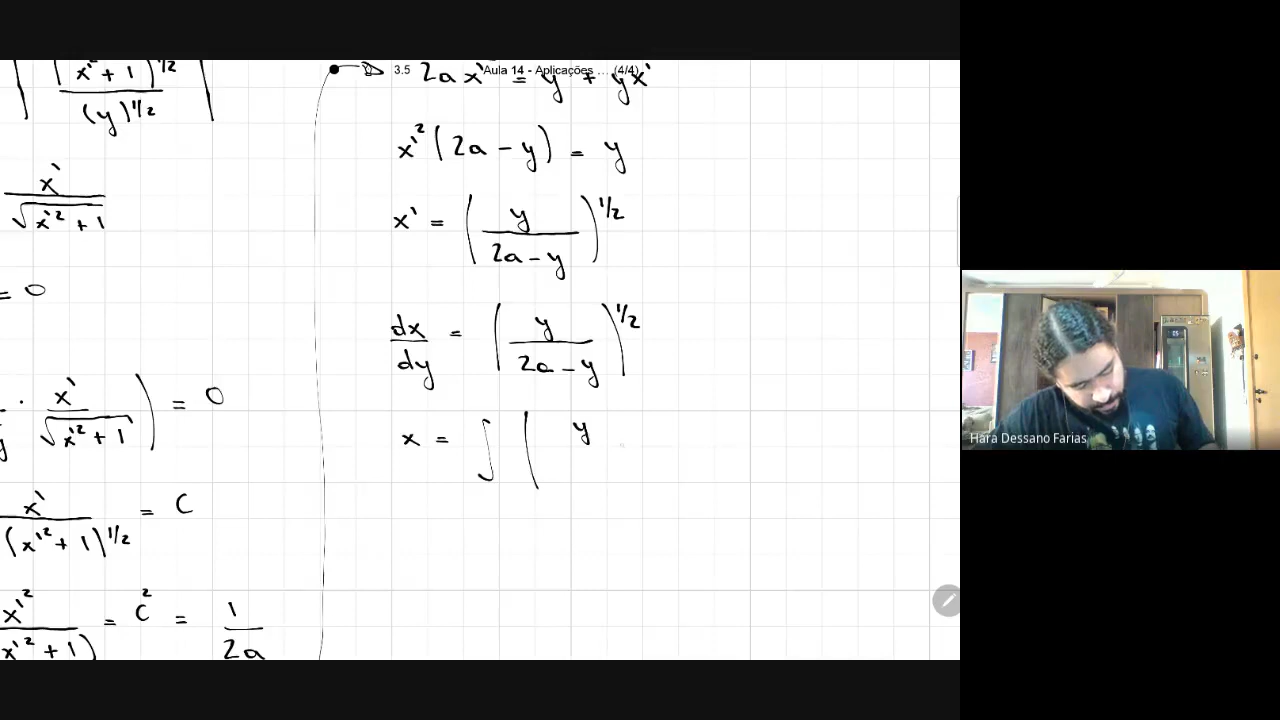 (x'² + 1)^1/2 / (y)^1/2
x' / √(x'² + 1)
= 0
· x' / √(x'² + 1) ) = 0
x' / (x'² + 1)^1/2 = C
x'² / x'² + 1) = C² = 1 / 2a
3.5 Aula 14 - Aplicações ... (4/4)
2a x' = y + yx'
x'² (2a - y) = y
x' = ( y / 2a - y )^1/2
dx/dy = ( y / 2a - y )^1/2
x = ∫ ( y
Hara Dessano Farias